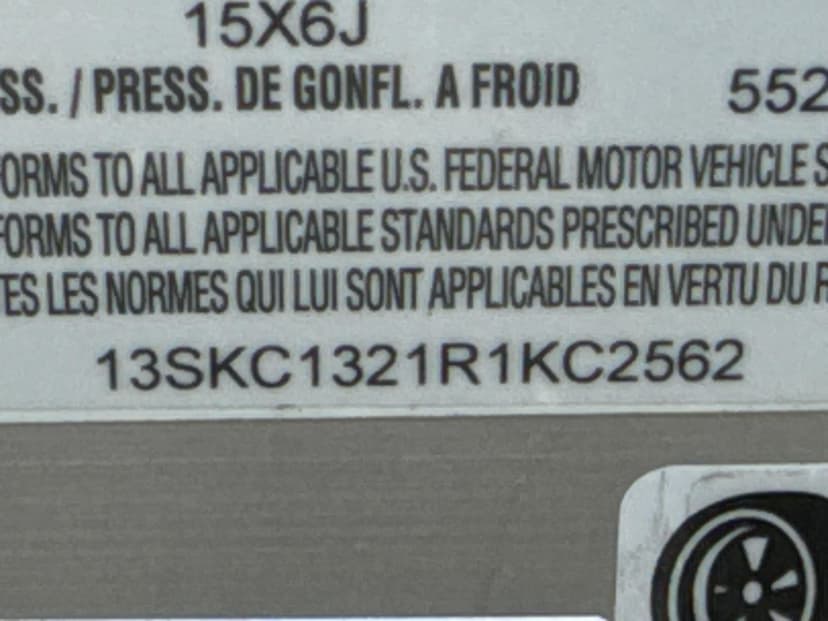 15X6J
SS. / PRESS. DE GONFL. A FROID 552
ORMS TO ALL APPLICABLE U.S. FEDERAL MOTOR VEHICLE S
FORMS TO ALL APPLICABLE STANDARDS PRESCRIBED UNDER
TES LES NORMES QUI LUI SONT APPLICABLES EN VERTU DU R
13SKC1321R1KC2562